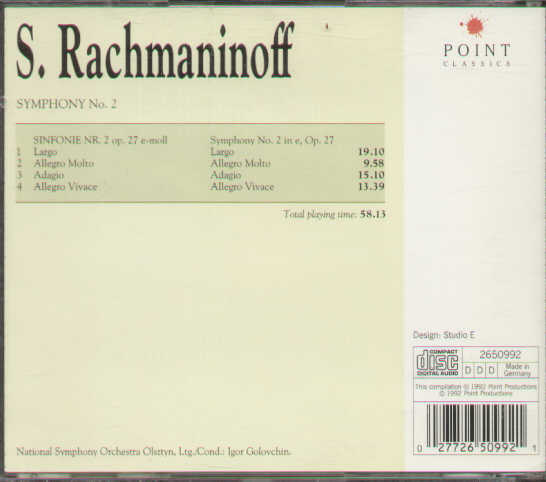 S. Rachmaninoff
POINT
CLASSICS
SYMPHONY No. 2
SINFONIE NR. 2 op. 27 e-moll Symphony No. 2 in e, Op. 27
1 Largo Largo 19.10
2 Allegro Molto Allegro Molto 9.58
3 Adagio Adagio 15.10
4 Allegro Vivace Allegro Vivace 13.39
Total playing time: 58.13
Design: Studio E
COMPACT
disc
DIGITAL AUDIO
2650992
D D D
Made in
Germany
This compilation ℗ 1992 Point Productions
© 1992 Point Productions
0 27726 50992 1
National Symphony Orchestra Olsztyn, Ltg./Cond.: Igor Golovchin.